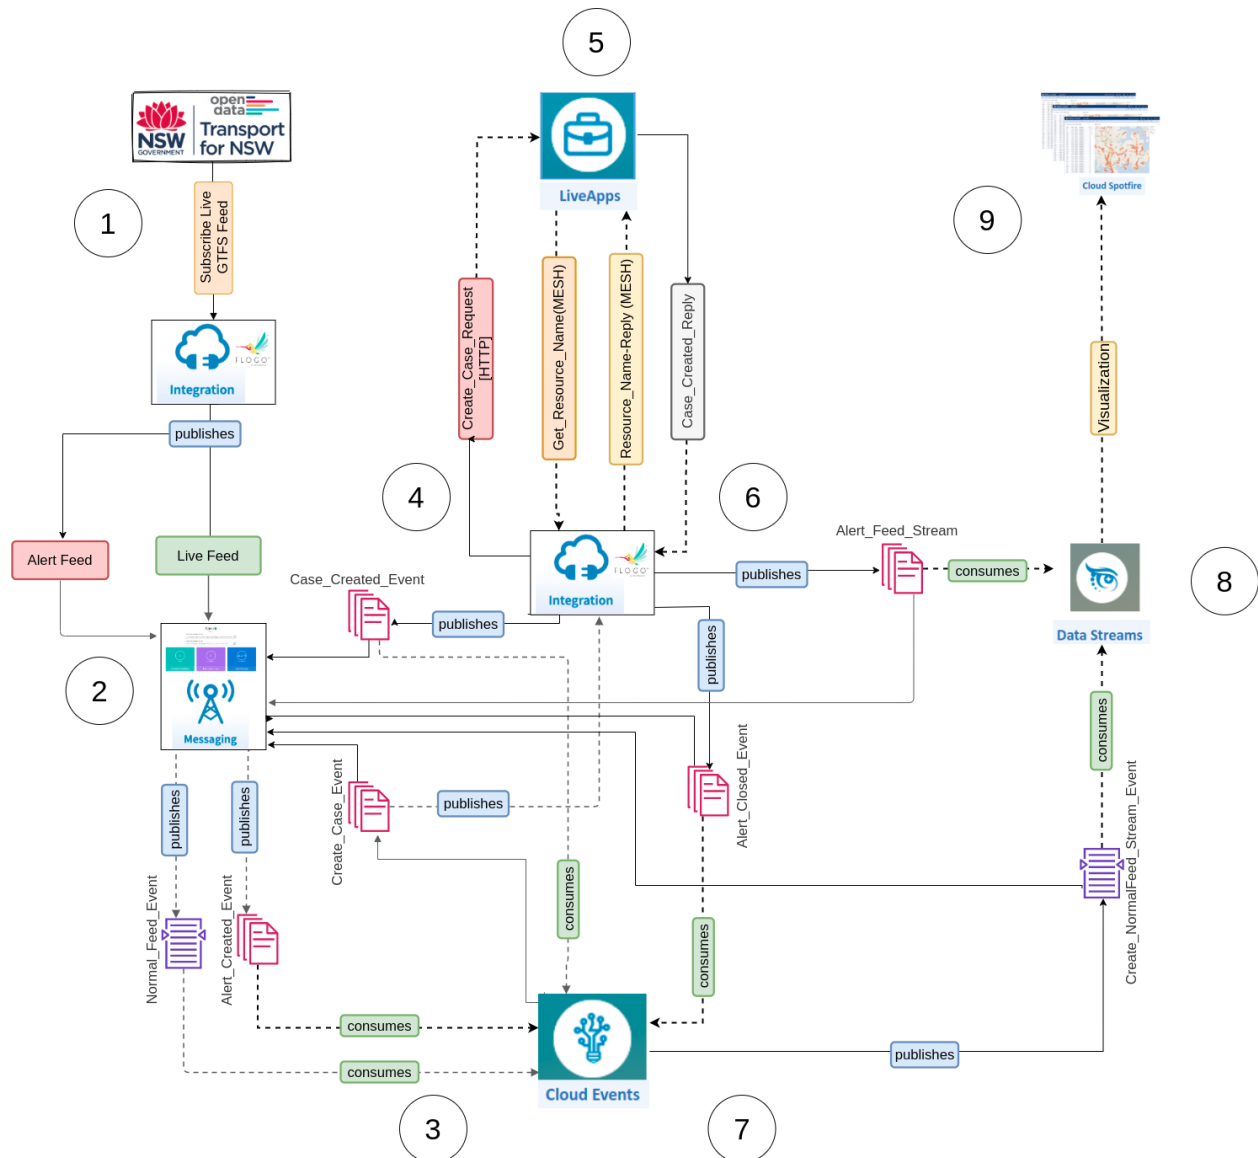 5
open
data
NSW
GOVERNMENT
Transport
for NSW
1
Subscribe Live
GTFS Feed
Integration
FLOGO
publishes
Alert Feed
Live Feed
2
Messaging
publishes
publishes
Normal_Feed_Event
Alert_Created_Event
consumes
consumes
3
LiveApps
Create_Case_Request
[HTTP]
Get_Resource_Name(MESH)
Resource_Name-Reply (MESH)
Case_Created_Reply
4
6
Integration
FLOGO
Case_Created_Event
publishes
publishes
Alert_Feed_Stream
publishes
consumes
Create_Case_Event
publishes
Alert_Closed_Event
consumes
consumes
Cloud Events
7
publishes
Create_NormalFeed_Stream_Event
consumes
Data Streams
8
Visualization
9
Cloud Spotfire